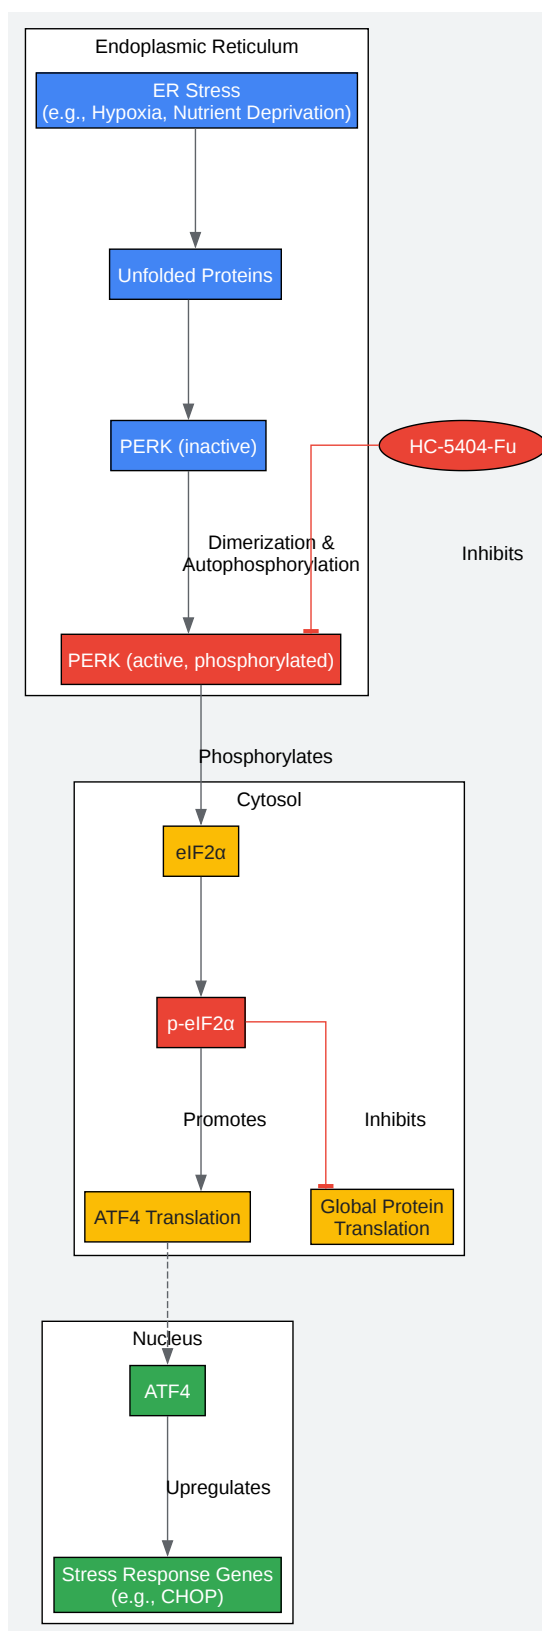 Endoplasmic Reticulum
ER Stress
(e.g., Hypoxia, Nutrient Deprivation)
Unfolded Proteins
PERK (inactive)
HC-5404-Fu
Dimerization &
Autophosphorylation
Inhibits
PERK (active, phosphorylated)
Phosphorylates
Cytosol
eIF2α
p-eIF2α
Promotes
Inhibits
ATF4 Translation
Global Protein
Translation
Nucleus
ATF4
Upregulates
Stress Response Genes
(e.g., CHOP)